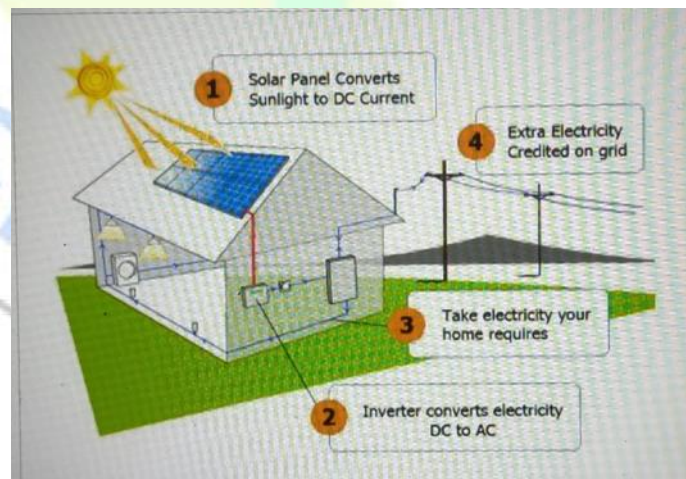 1
Solar Panel Converts
Sunlight to DC Current
4
Extra Electricity
Credited on grid
3
Take electricity your
home requires
2
Inverter converts electricity
DC to AC